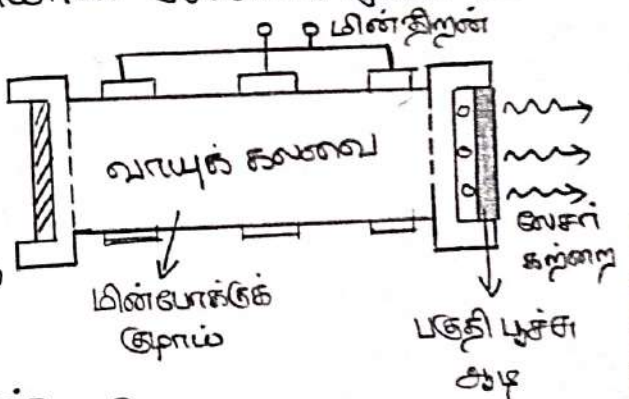 மின்திறன்
வாயுக் கலவை
லேசர்
கற்றை
மின்போக்குக்
குழாய்
பகுதி பூச்சு
ஆடி